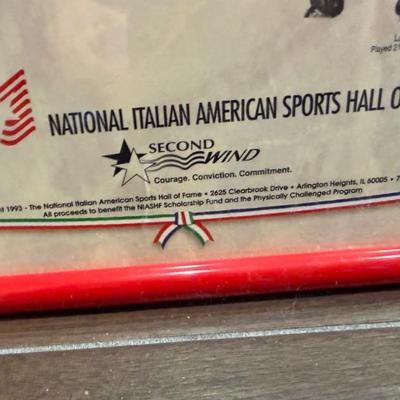 Played 2
NATIONAL ITALIAN AMERICAN SPORTS HALL O
SECOND
WIND
Courage. Conviction. Commitment.
1993 - The National Italian American Sports Hall of Fame • 2625 Clearbrook Drive • Arlington Heights, IL 60005 • 7
All proceeds to benefit the NIASHF Scholarship Fund and the Physically Challenged Program